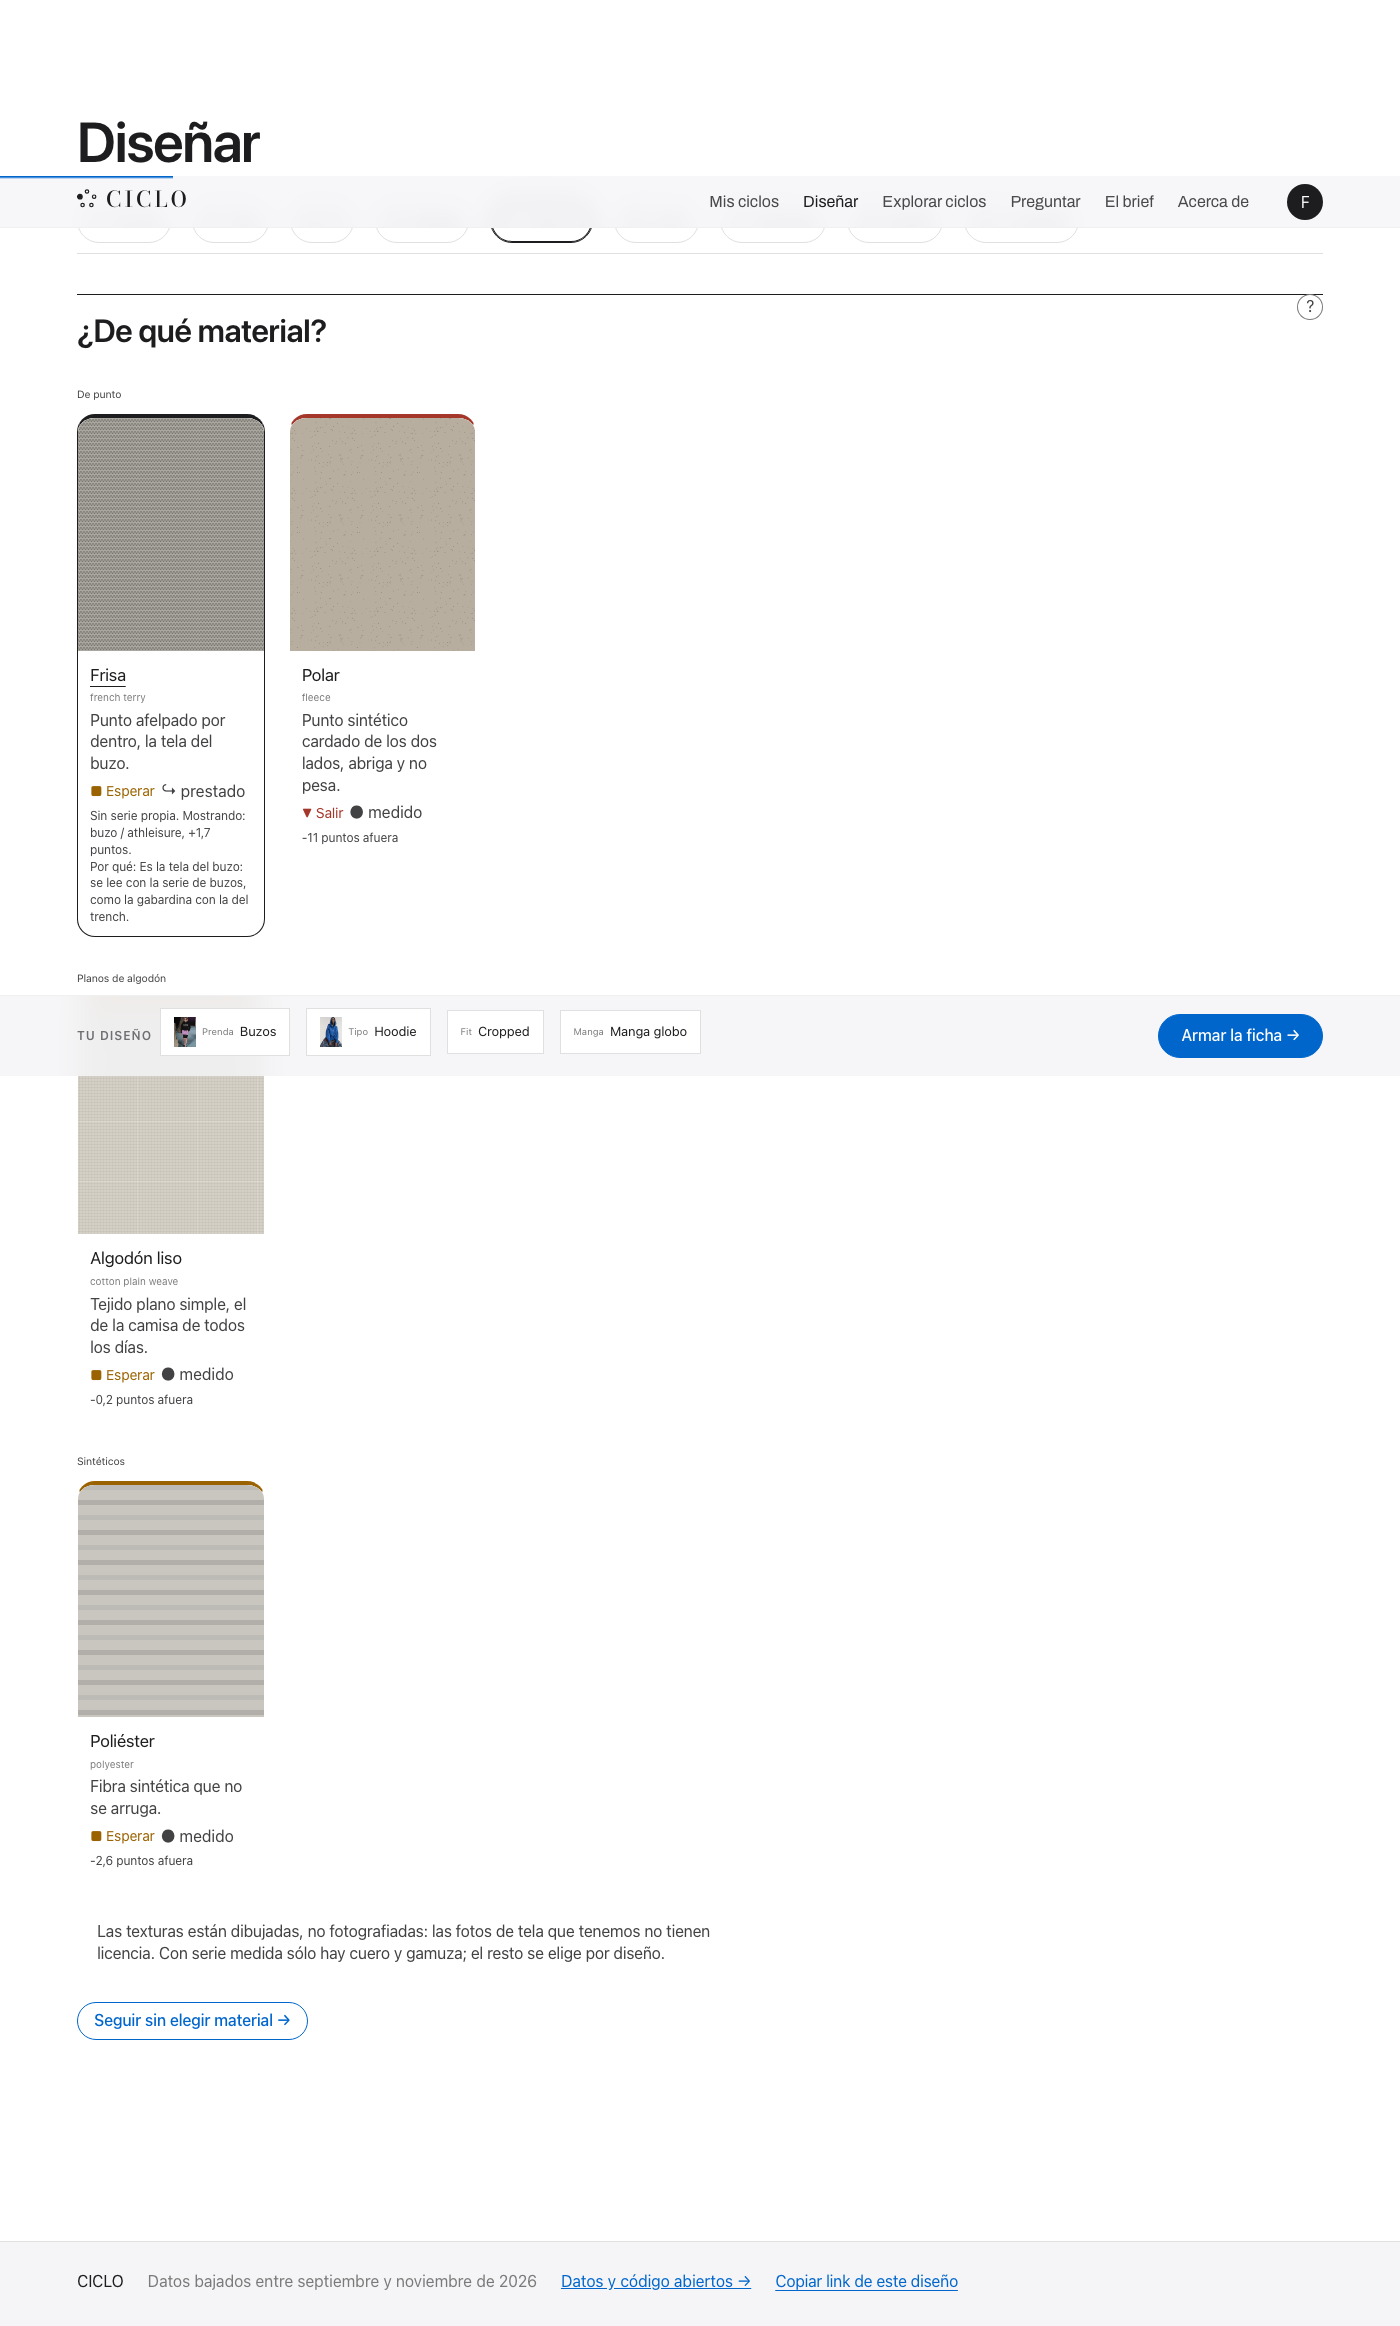 Diseñar
CICLO
Mis ciclos
Diseñar
Explorar ciclos
Preguntar
El brief
Acerca de
F
?
¿De qué material?
De punto
Frisa
french terry
Punto afelpado por
dentro, la tela del
buzo.
Esperar ↪ prestado
Sin serie propia. Mostrando:
buzo / athleisure, +1,7
puntos.
Por qué: Es la tela del buzo:
se lee con la serie de buzos,
como la gabardina con la del
trench.
Polar
fleece
Punto sintético
cardado de los dos
lados, abriga y no
pesa.
Salir medido
-11 puntos afuera
Planos de algodón
TU DISEÑO
Prenda Buzos
Tipo Hoodie
Fit Cropped
Manga Manga globo
Armar la ficha →
Algodón liso
cotton plain weave
Tejido plano simple, el
de la camisa de todos
los días.
Esperar medido
-0,2 puntos afuera
Sintéticos
Poliéster
polyester
Fibra sintética que no
se arruga.
Esperar medido
-2,6 puntos afuera
Las texturas están dibujadas, no fotografiadas: las fotos de tela que tenemos no tienen
licencia. Con serie medida sólo hay cuero y gamuza; el resto se elige por diseño.
Seguir sin elegir material →
CICLO
Datos bajados entre septiembre y noviembre de 2026
Datos y código abiertos →
Copiar link de este diseño